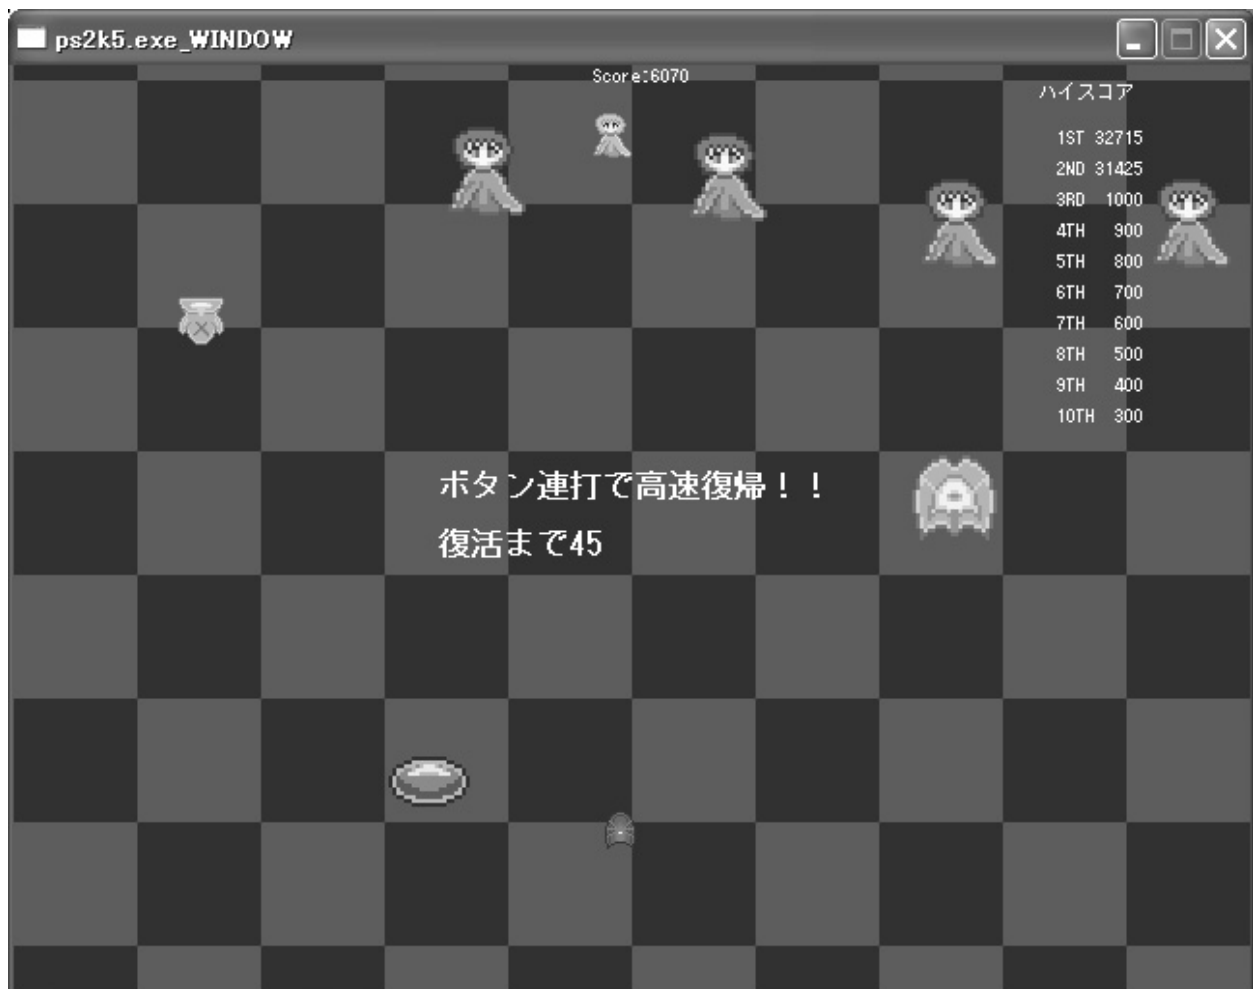 ps2k5.exe_WINDOW
Score:6070
ハイスコア
1ST 32715
2ND 31425
3RD 1000
4TH 900
5TH 800
6TH 700
7TH 600
8TH 500
9TH 400
10TH 300
ボタン連打で高速復帰！！
復活まで45